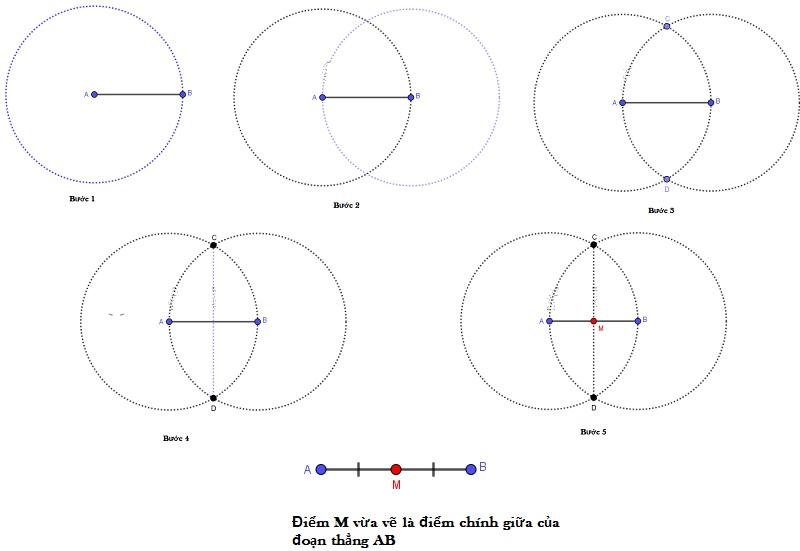 A B
Bước 1
A B
Bước 2
C
A B
D
Bước 3
C
A B
D
Bước 4
C
A B
M
D
Bước 5
A B
M
Điểm M vừa vẽ là điểm chính giữa của
đoạn thẳng AB